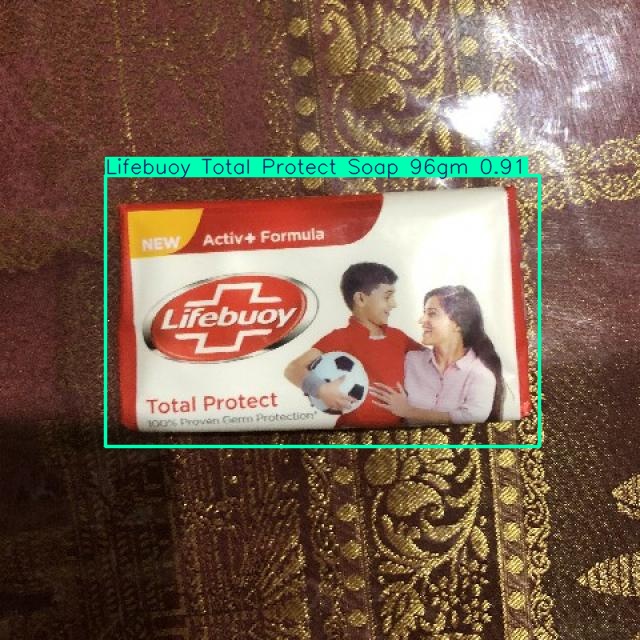 Lifebuoy Total Protect Soap 96gm 0.91
NEW
Activ+ Formula
Lifebuoy
Total Protect
100% Proven Germ Protection*